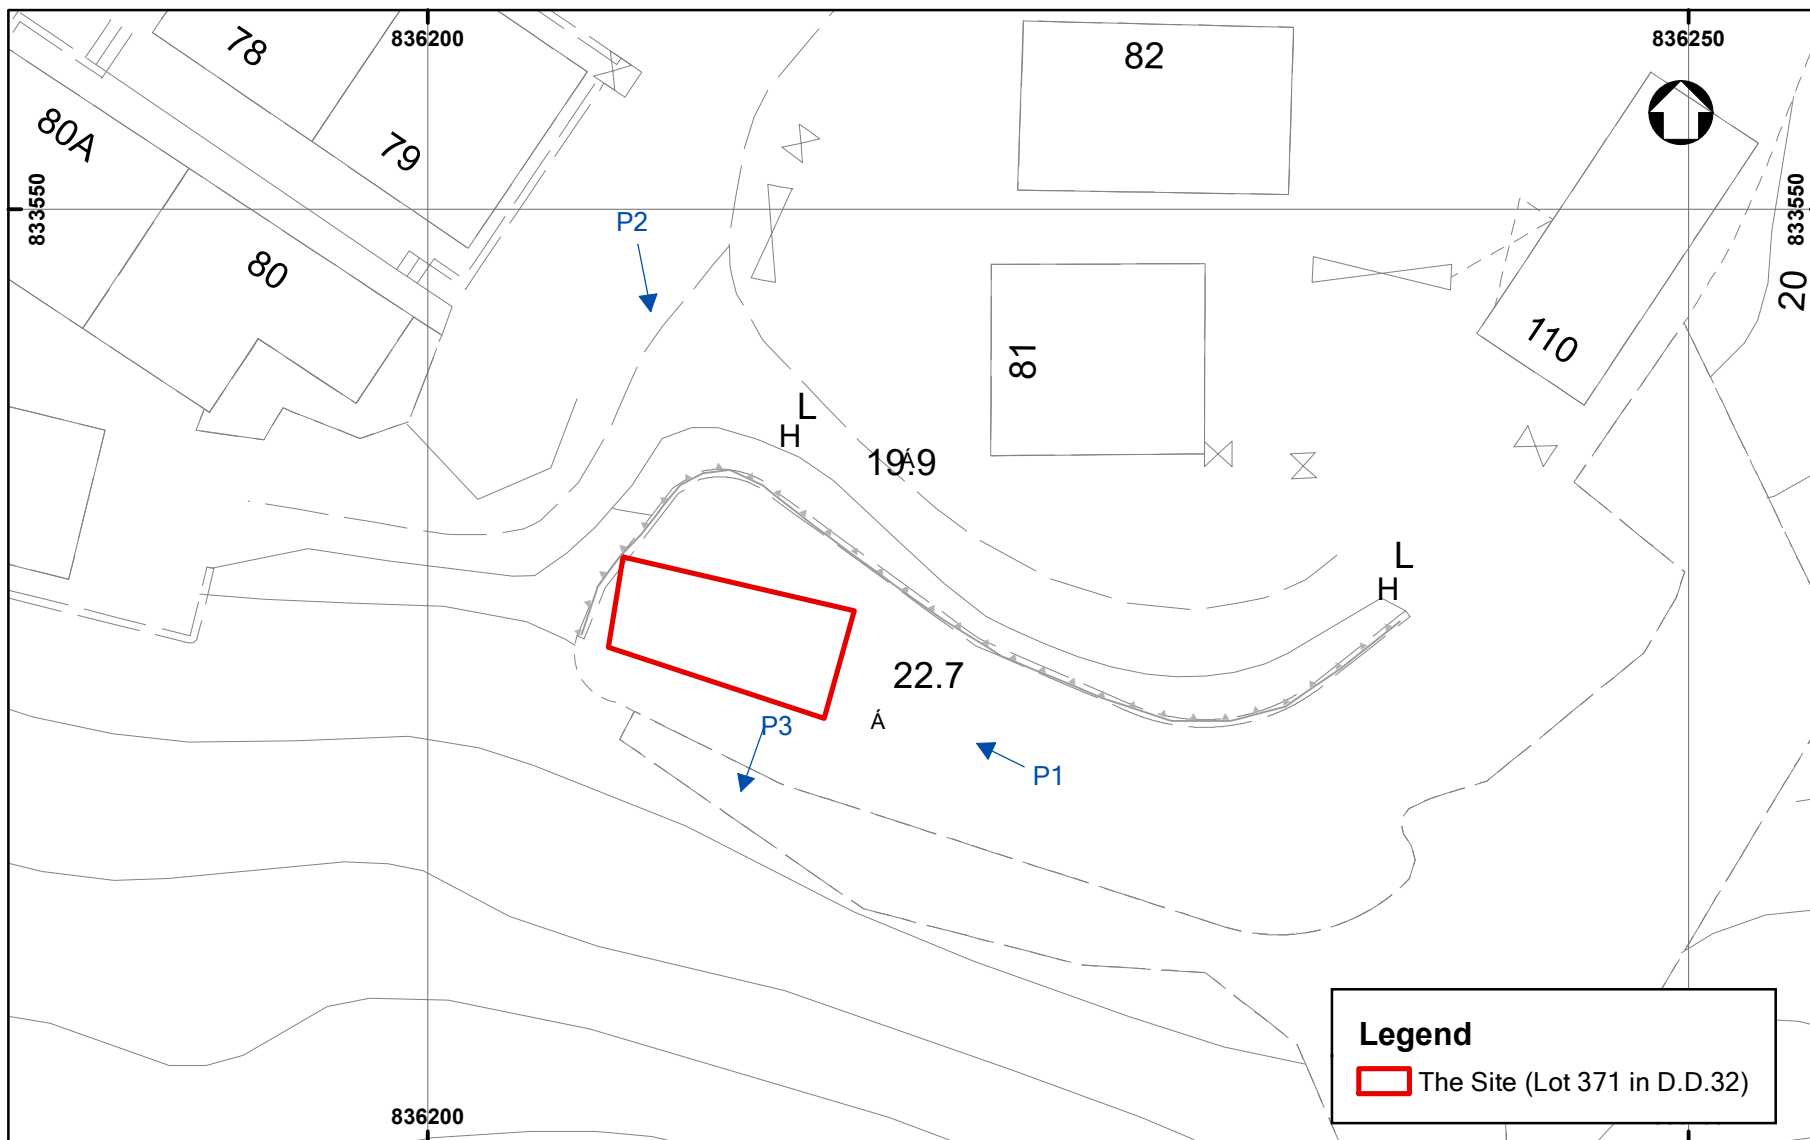 836200
836250
78
82
80A
79
833550
833550
P2
80
20
81
110
L
H
19.9
Á
L
H
22.7
Á
P3
P1
Legend
The Site (Lot 371 in D.D.32)
836200